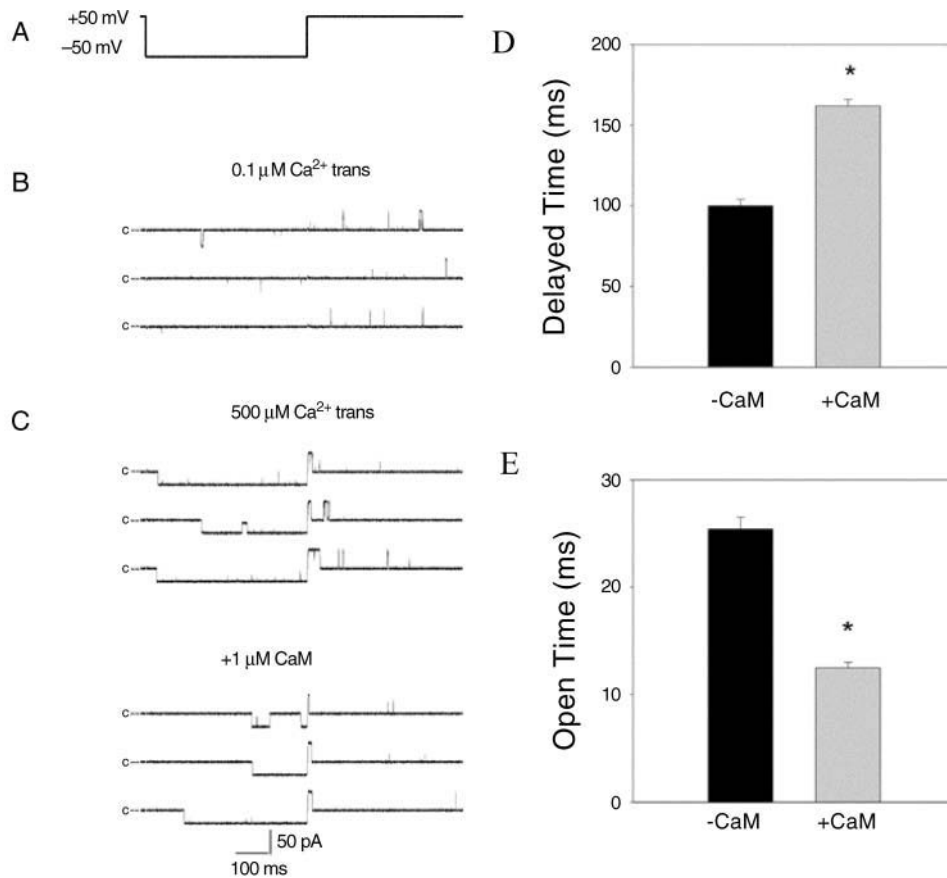 A
+50 mV
–50 mV
B
0.1 μM Ca²⁺ trans
c
c
c
C
500 μM Ca²⁺ trans
c
c
c
+1 μM CaM
c
c
c
50 pA
100 ms
D
Delayed Time (ms)
200
150
100
50
0
*
-CaM +CaM
E
Open Time (ms)
30
20
10
0
*
-CaM +CaM